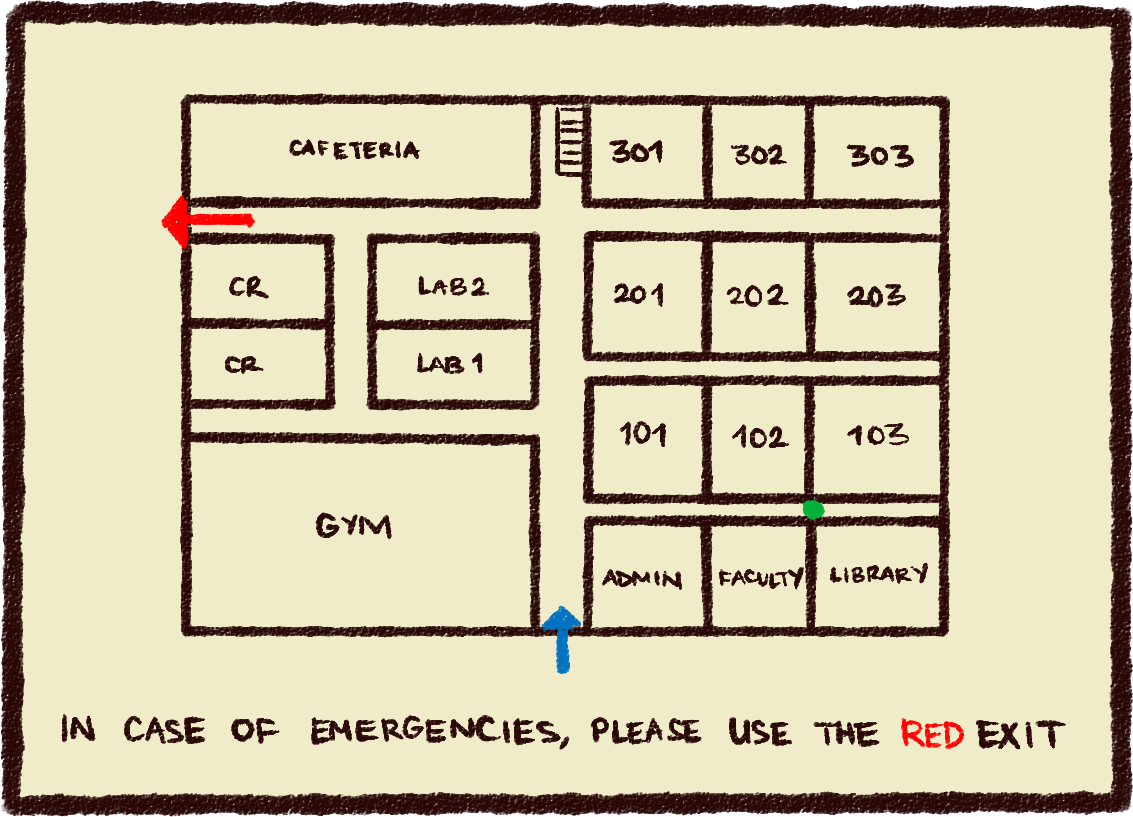 CAFETERIA
301 302 303
CR LAB2 201 202 203
CR LAB 1
101 102 103
GYM
ADMIN FACULTY LIBRARY
IN CASE OF EMERGENCIES, PLEASE USE THE RED EXIT